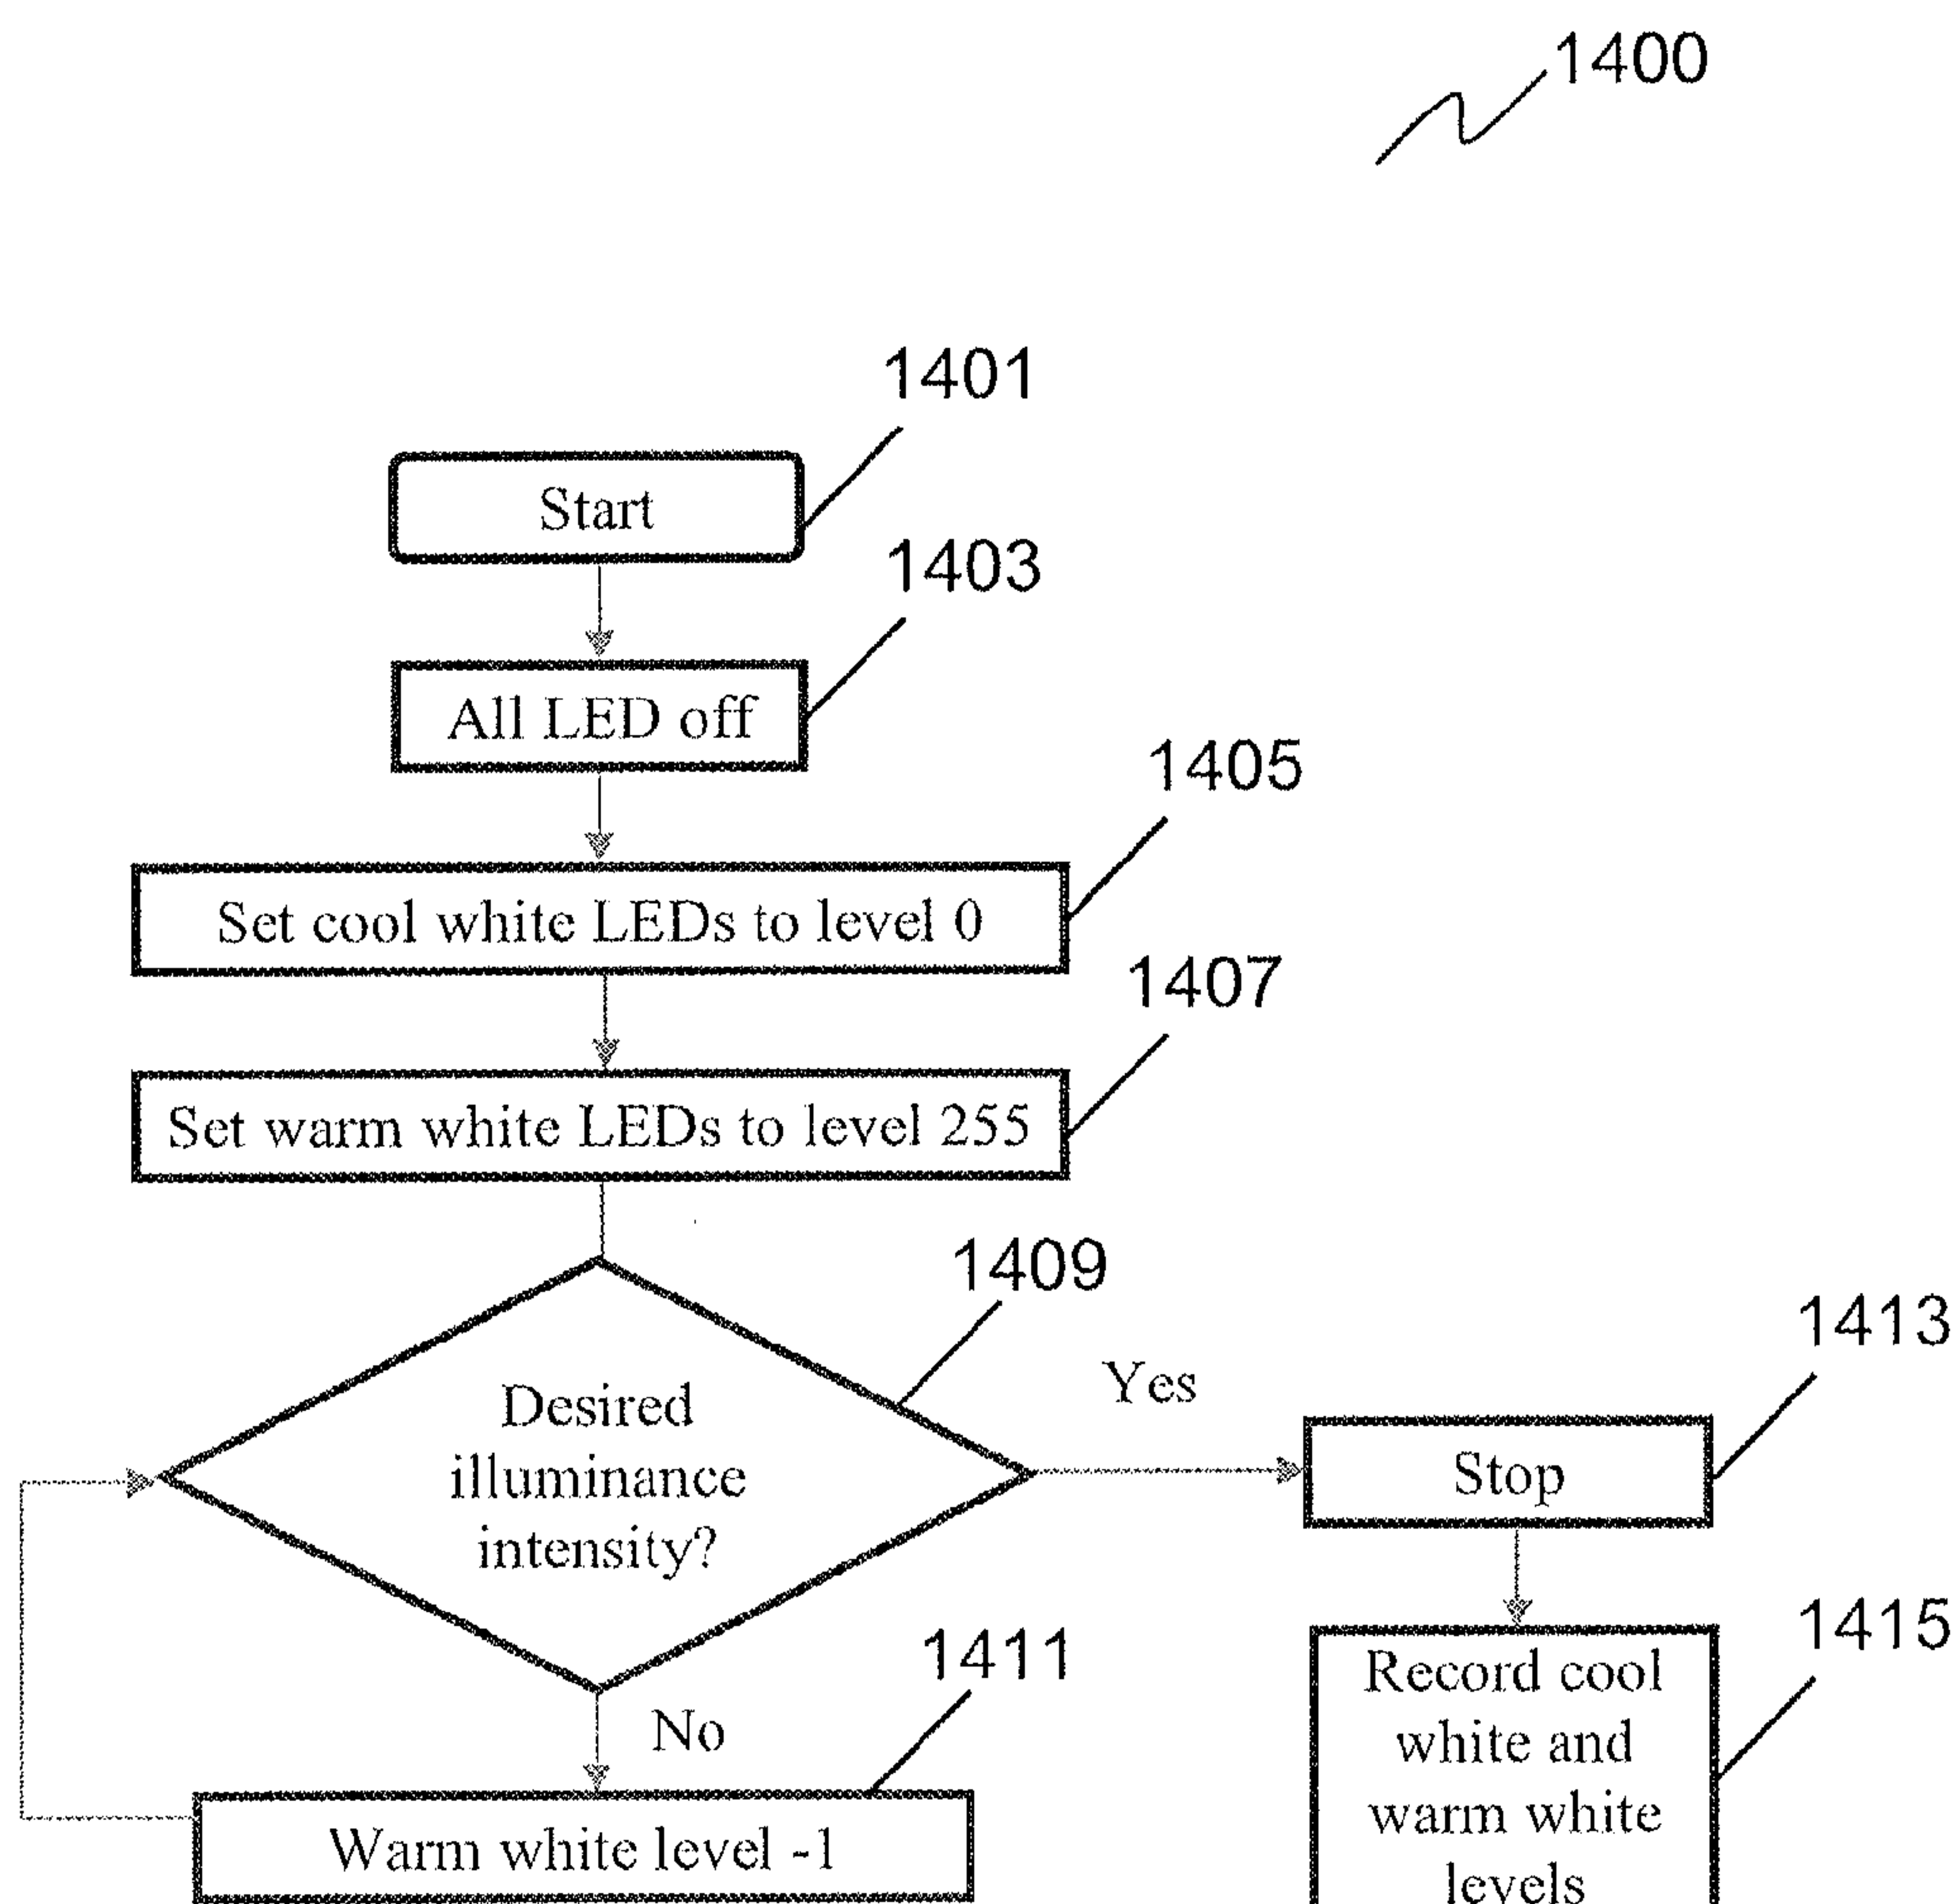 1400
1401
Start
1403
All LED off
1405
Set cool white LEDs to level 0
1407
Set warm white LEDs to level 255
1409
Desired
illuminance
intensity?
Yes
1413
Stop
No
1411
Warm white level -1
1415
Record cool
white and
warm white
levels